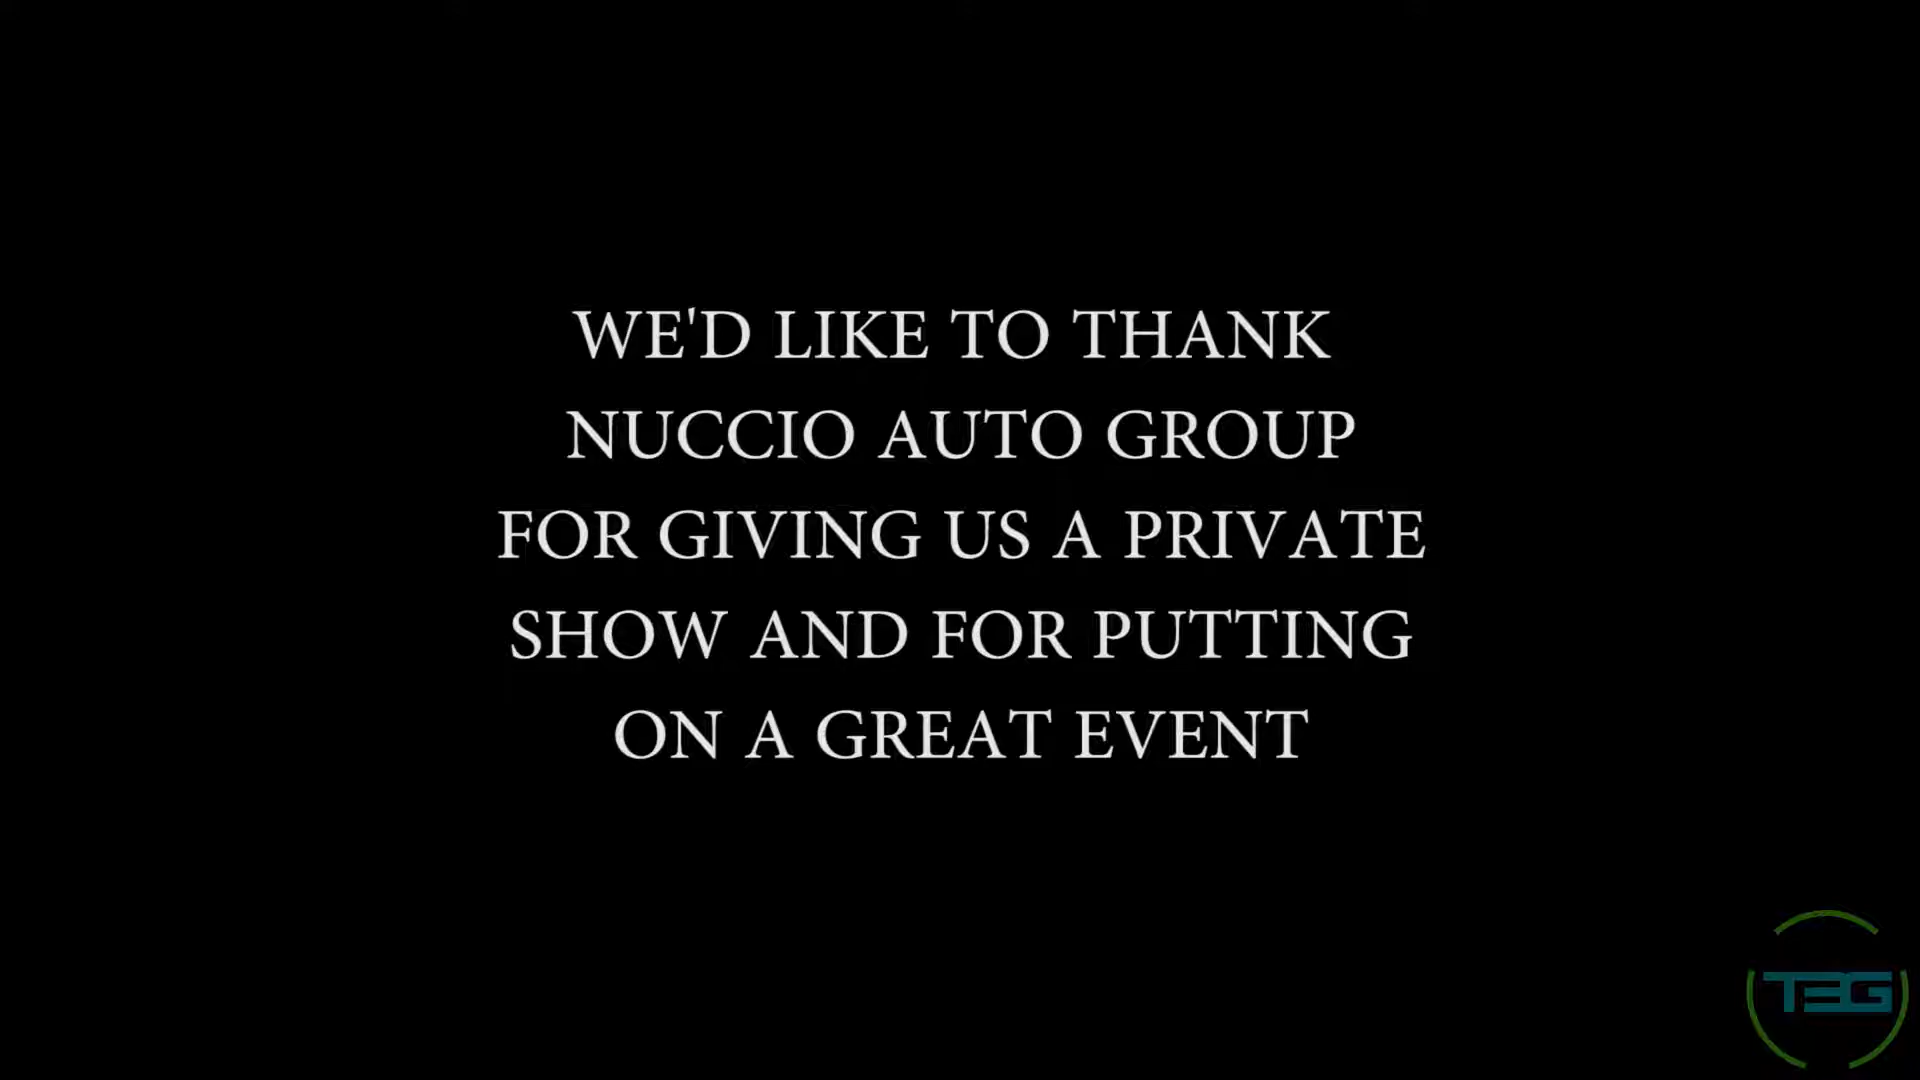 WE'D LIKE TO THANK
NUCCIO AUTO GROUP
FOR GIVING US A PRIVATE
SHOW AND FOR PUTTING
ON A GREAT EVENT
TEG